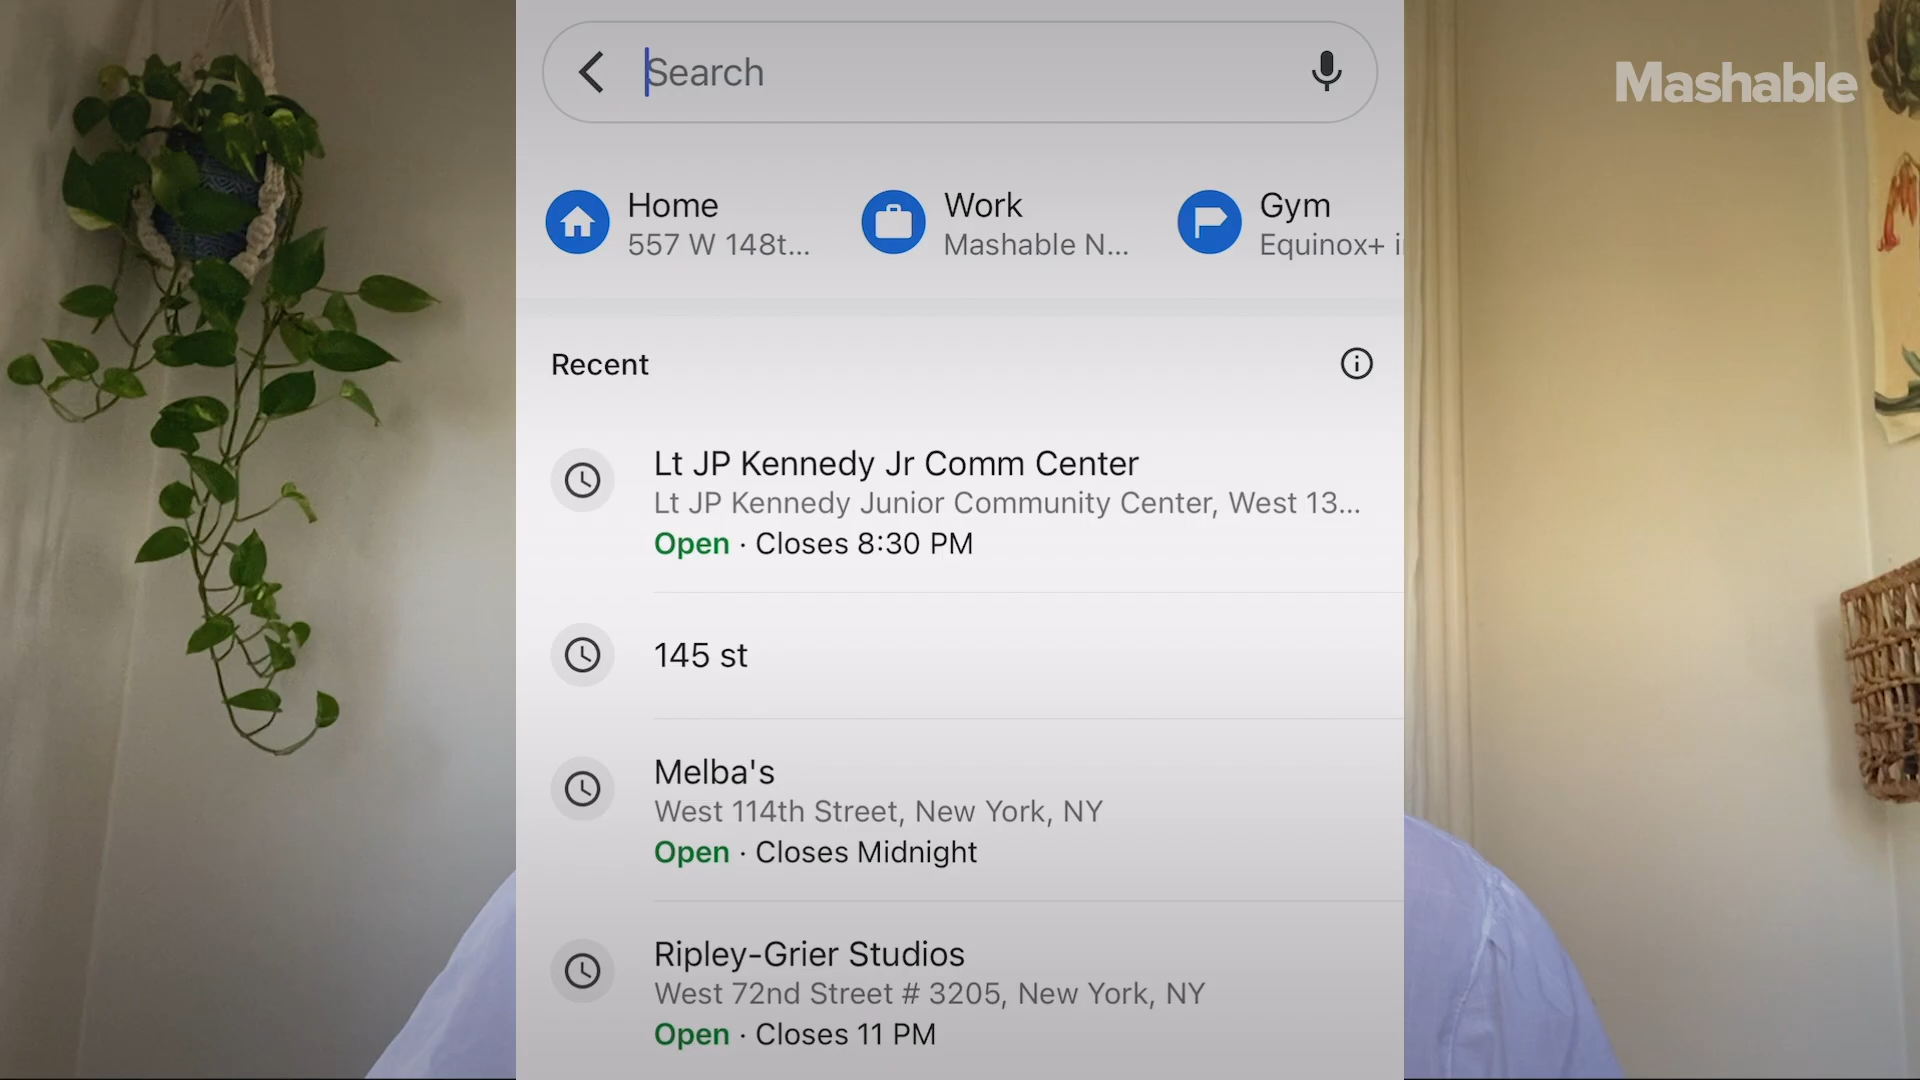 Search
Mashable
Home
557 W 148t...
Work
Mashable N...
Gym
Equinox+ i
Recent
Lt JP Kennedy Jr Comm Center
Lt JP Kennedy Junior Community Center, West 13...
Open · Closes 8:30 PM
145 st
Melba's
West 114th Street, New York, NY
Open · Closes Midnight
Ripley-Grier Studios
West 72nd Street # 3205, New York, NY
Open · Closes 11 PM